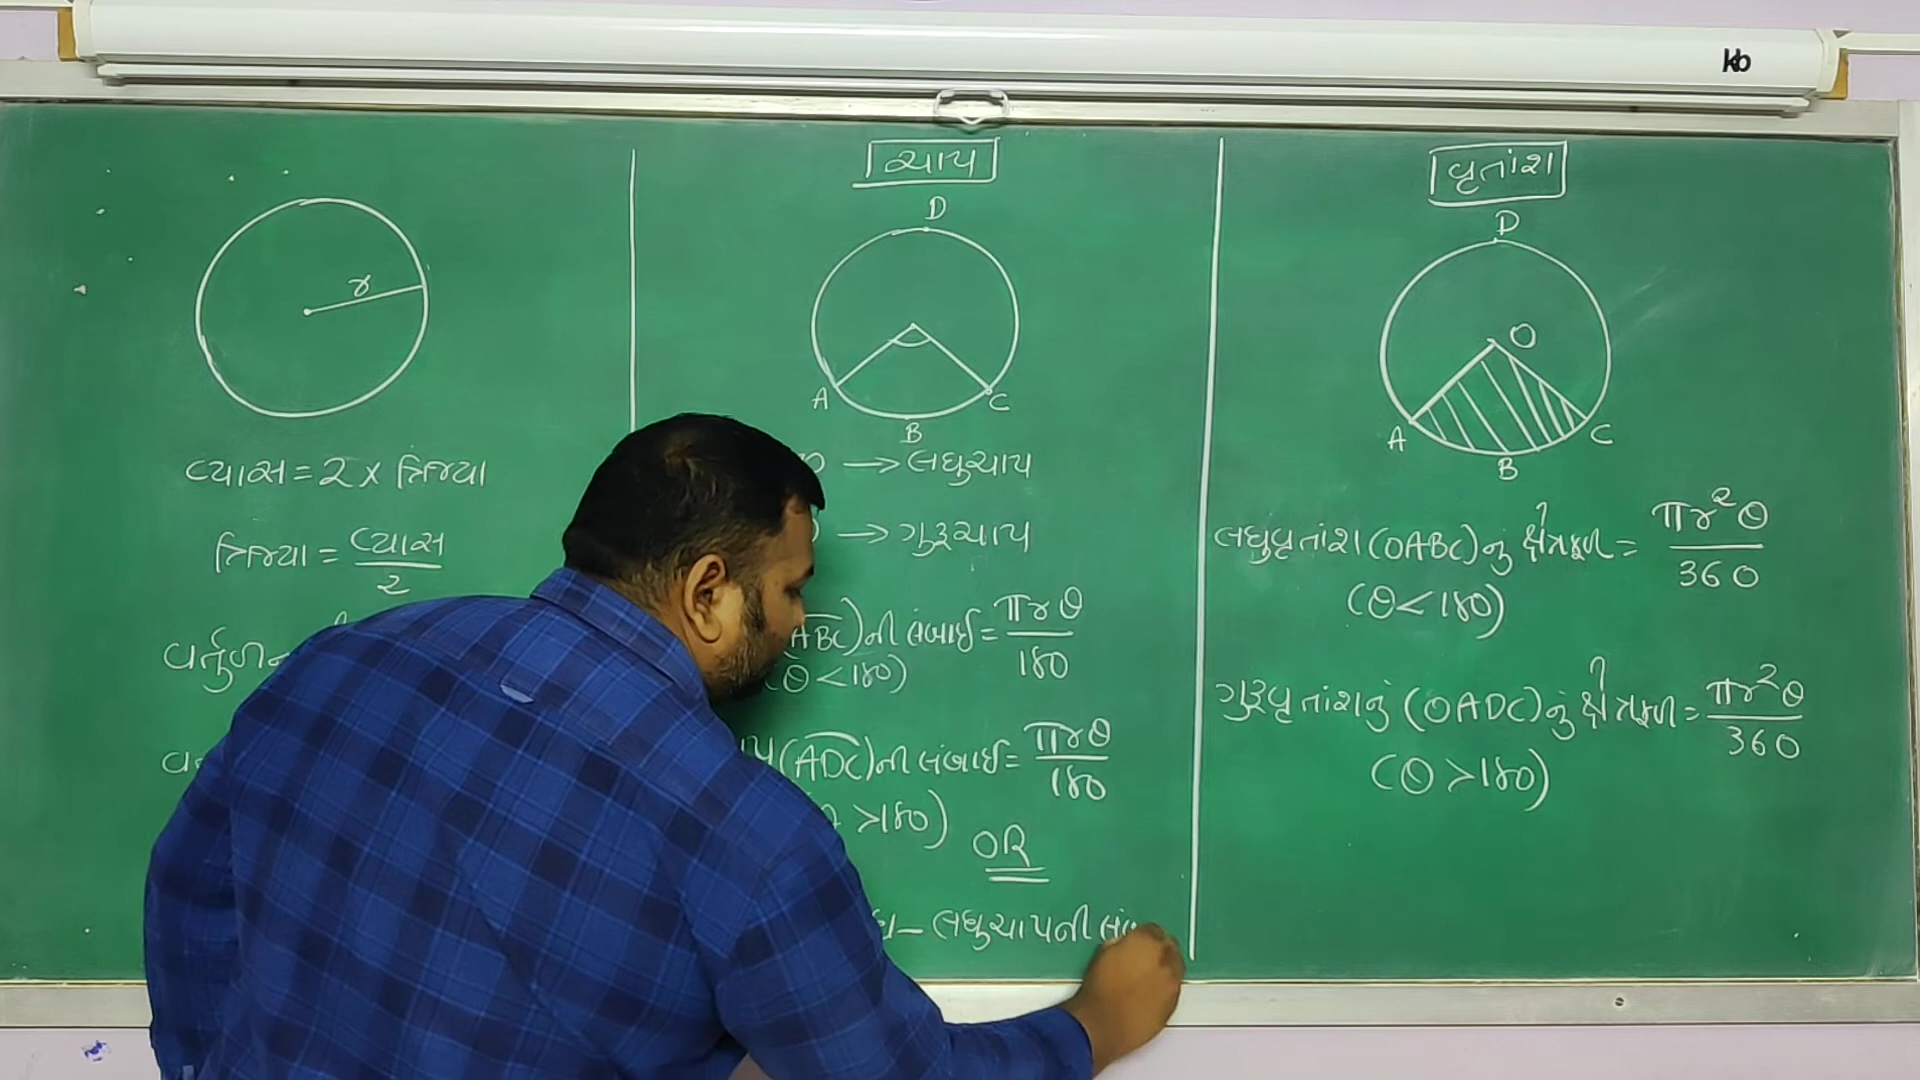 kb
r
વ્યાસ = 2 x ત્રિજ્યા
ત્રિજ્યા = વ્યાસ / 2
ચાપ
D
A
C
B
→ લઘુચાપ
→ ગુરુચાપ
ABC)ની લંબાઈ = πrθ / 180
(θ < 180)
(ADC)ની લંબાઈ = πrθ / 180
> 180)
OR
– લઘુચાપની
વૃતાંશ
D
O
A
C
B
લઘુવૃતાંશ (OABC)નું ક્ષેત્રફળ = πr²θ / 360
(θ < 180)
ગુરુવૃતાંશનું (OADC)નું ક્ષેત્રફળ = πr²θ / 360
(θ > 180)